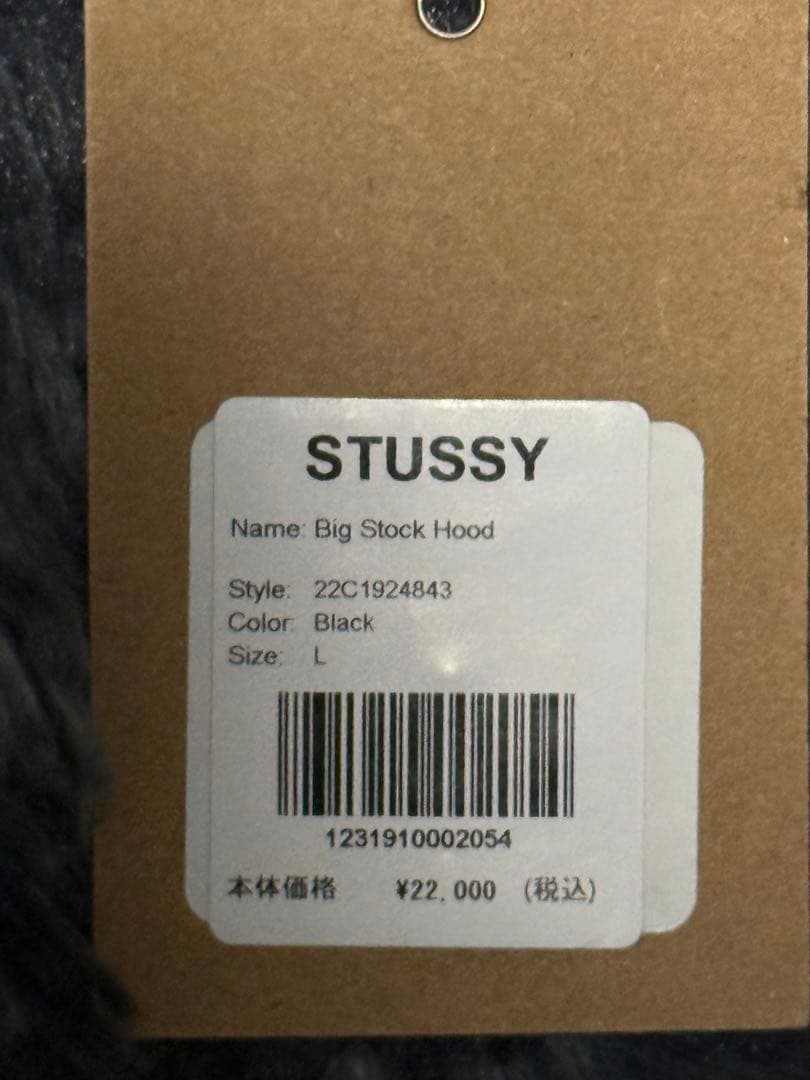 STUSSY
Name: Big Stock Hood
Style: 22C1924843
Color: Black
Size: L
1231910002054
本体価格 ¥22,000 (税込)